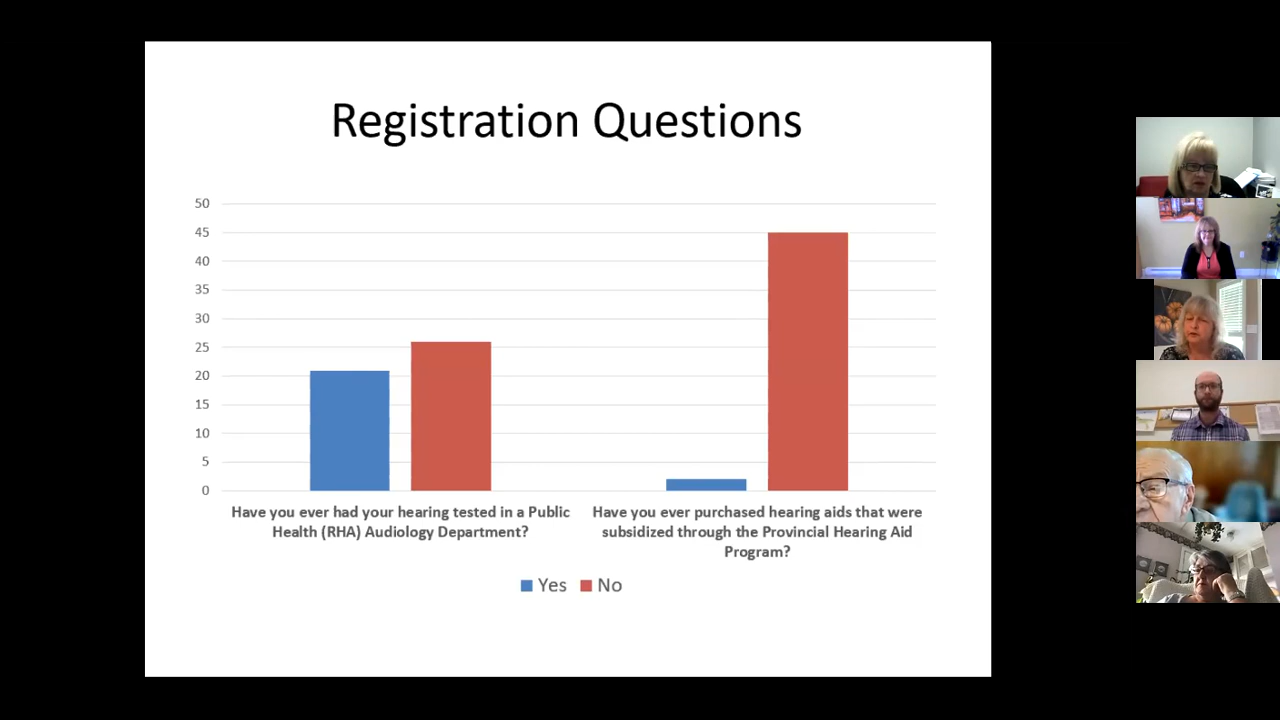 Registration Questions
50
45
40
35
30
25
20
15
10
5
0
Have you ever had your hearing tested in a Public
Health (RHA) Audiology Department?
Have you ever purchased hearing aids that were
subsidized through the Provincial Hearing Aid
Program?
Yes No